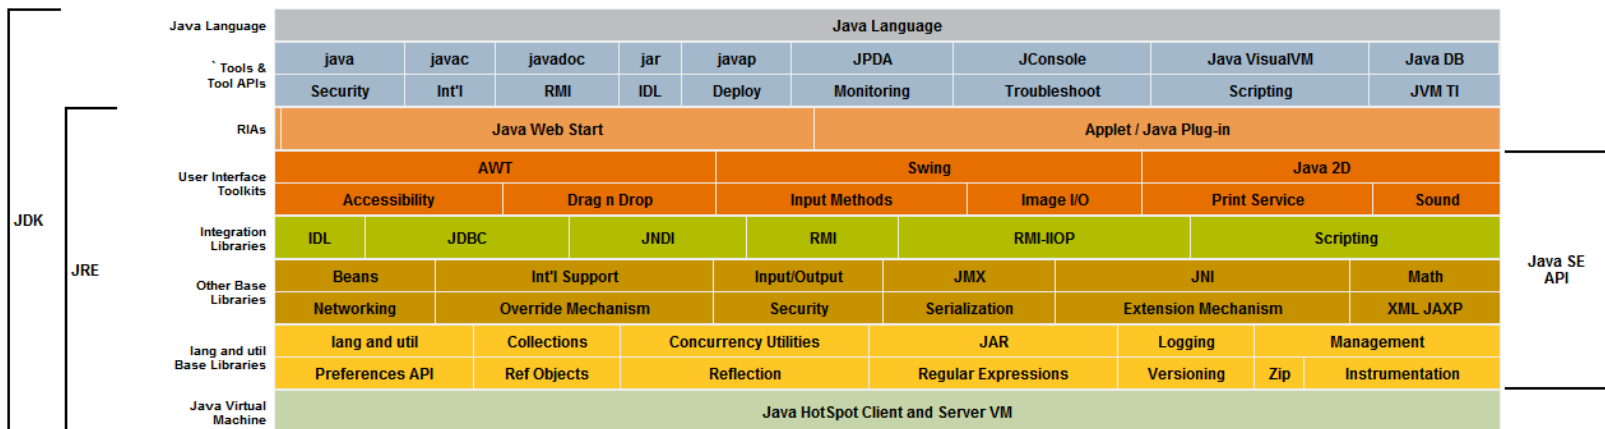 Java Language
Java Language
` Tools &
Tool APIs
java javac javadoc jar javap JPDA JConsole Java VisualVM Java DB
Security Int'l RMI IDL Deploy Monitoring Troubleshoot Scripting JVM TI
RIAs
Java Web Start Applet / Java Plug-in
User Interface
Toolkits
AWT Swing Java 2D
Accessibility Drag n Drop Input Methods Image I/O Print Service Sound
JDK
Integration
Libraries
IDL JDBC JNDI RMI RMI-IIOP Scripting
JRE
Other Base
Libraries
Beans Int'l Support Input/Output JMX JNI Math
Networking Override Mechanism Security Serialization Extension Mechanism XML JAXP
Java SE
API
lang and util
Base Libraries
lang and util Collections Concurrency Utilities JAR Logging Management
Preferences API Ref Objects Reflection Regular Expressions Versioning Zip Instrumentation
Java Virtual
Machine
Java HotSpot Client and Server VM